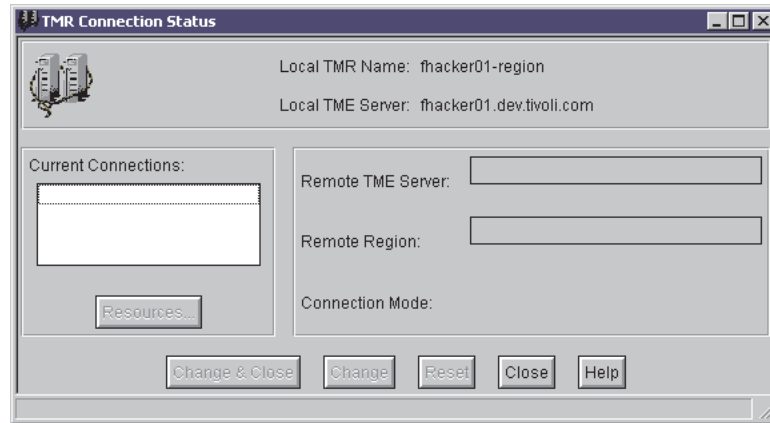 TMR Connection Status
Local TMR Name: fhacker01-region
Local TME Server: fhacker01.dev.tivoli.com
Current Connections:
Resources...
Remote TME Server:
Remote Region:
Connection Mode:
Change & Close Change Reset Close Help